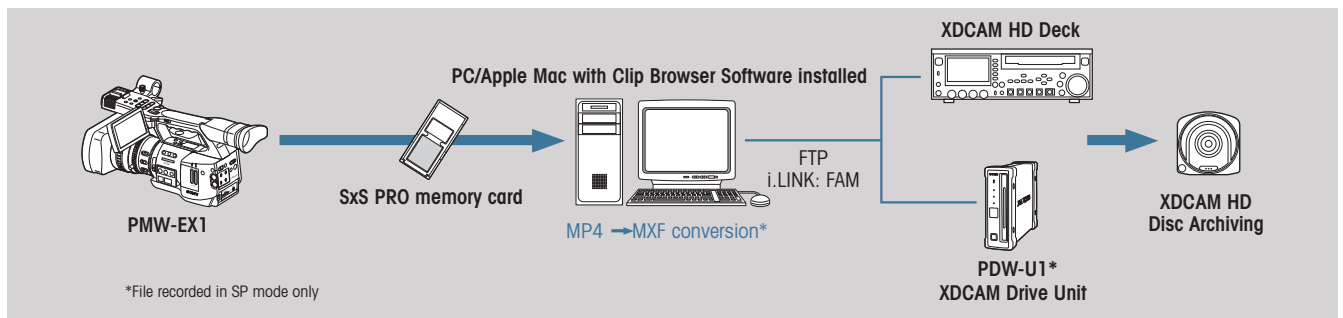 PMW-EX1
SxS PRO memory card
PC/Apple Mac with Clip Browser Software installed
MP4 → MXF conversion*
FTP
i.LINK: FAM
XDCAM HD Deck
PDW-U1*
XDCAM Drive Unit
XDCAM HD
Disc Archiving
*File recorded in SP mode only